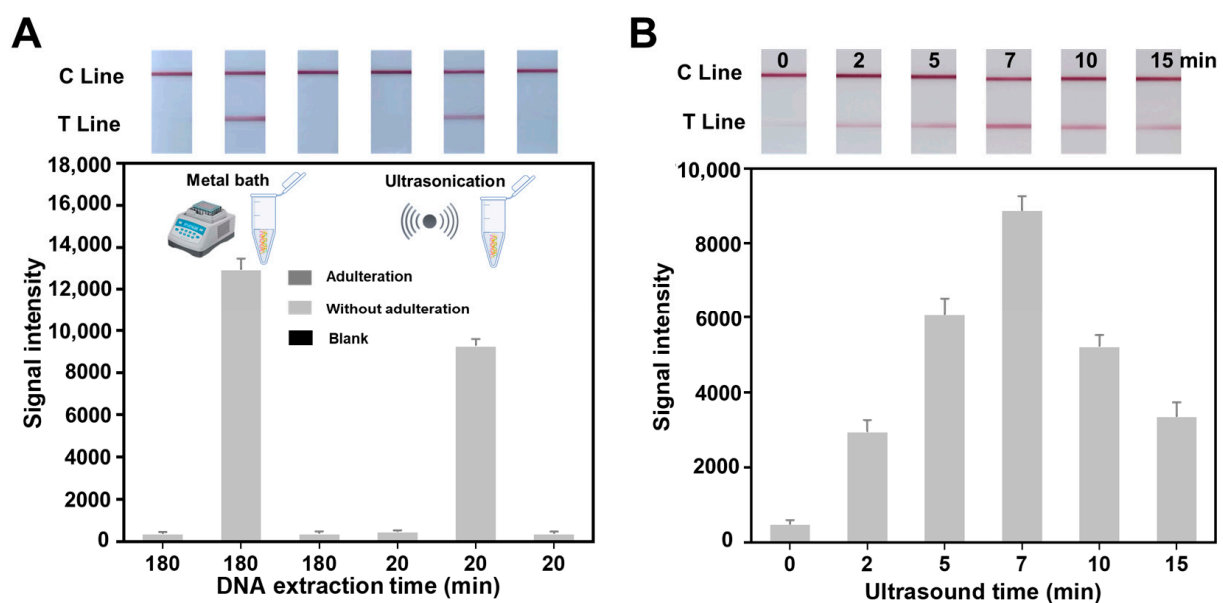 A
C Line
T Line
18,000
16,000
14,000
12,000
10,000
8000
6000
4000
2000
0
Signal intensity
Metal bath
Ultrasonication
Adulteration
Without adulteration
Blank
180 180 180 20 20 20
DNA extraction time (min)
B
0 2 5 7 10 15 min
C Line
T Line
10,000
8000
6000
4000
2000
0
Signal intensity
0 2 5 7 10 15
Ultrasound time (min)